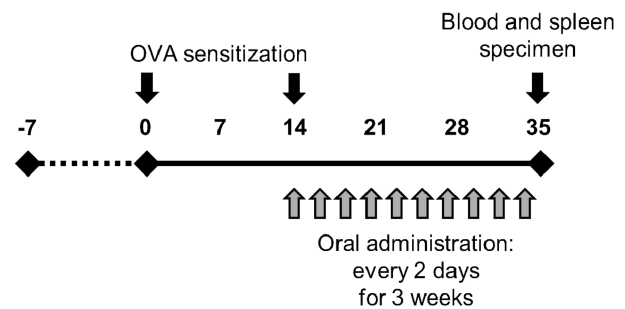 Blood and spleen
specimen
OVA sensitization
-7 0 7 14 21 28 35
Oral administration:
every 2 days
for 3 weeks